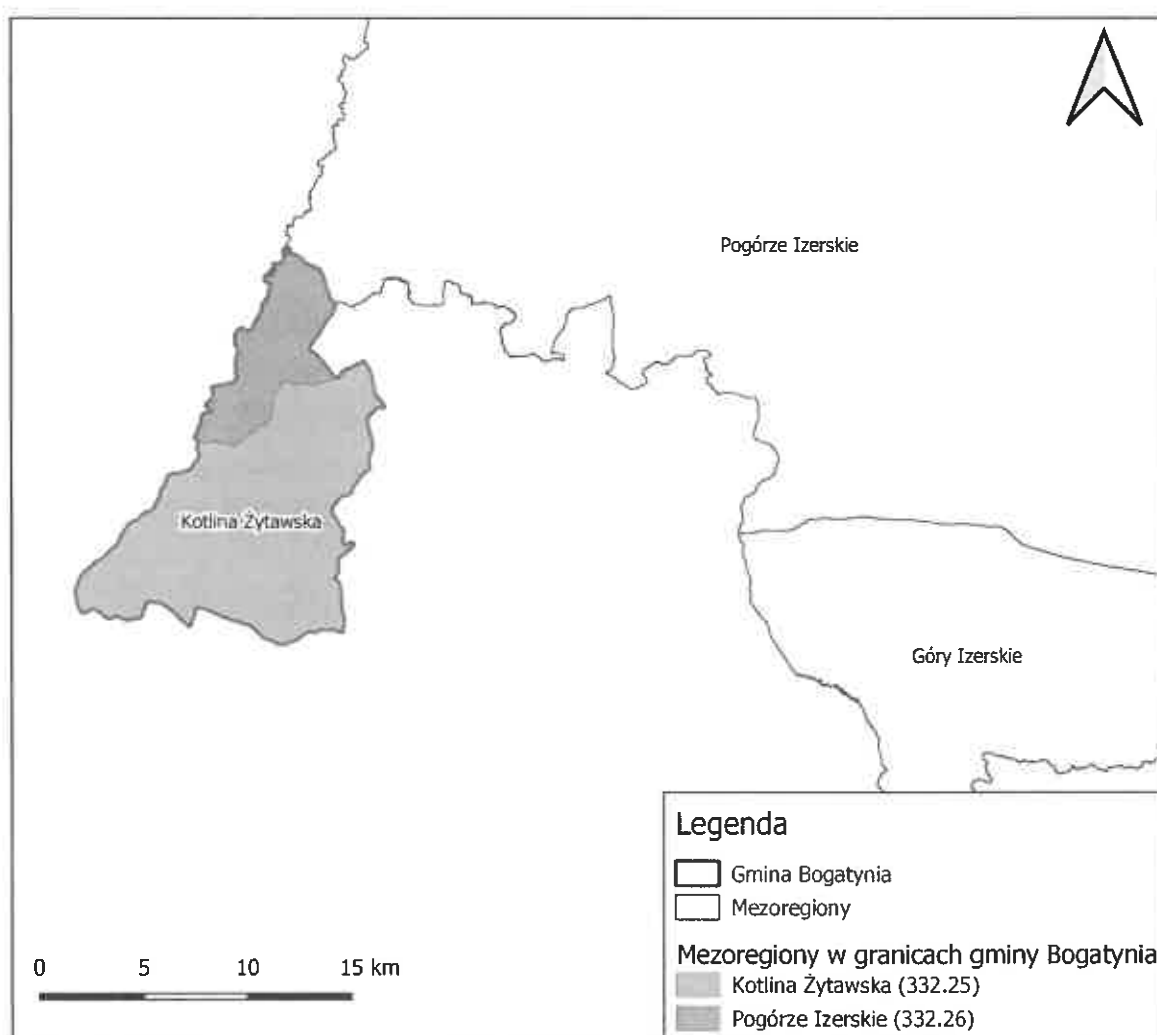 Pogórze Izerskie
Kotlina Żytawska
Góry Izerskie
Legenda
Gmina Bogatynia
Mezoregiony
Mezoregiony w granicach gminy Bogatynia
Kotlina Żytawska (332.25)
Pogórze Izerskie (332.26)
0 5 10 15 km